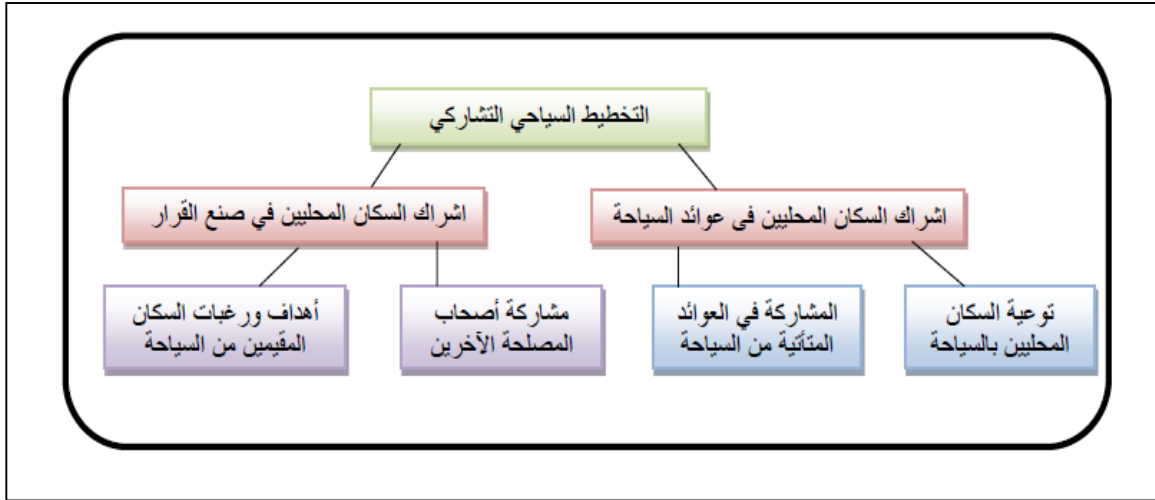 التخطيط السياحي التشاركي
اشراك السكان المحليين فى عوائد السياحة
اشراك السكان المحليين في صنع القرار
توعية السكان
المحليين بالسياحة
المشاركة في العوائد
المتأتية من السياحة
مشاركة أصحاب
المصلحة الآخرين
أهداف ورغبات السكان
المقيمين من السياحة